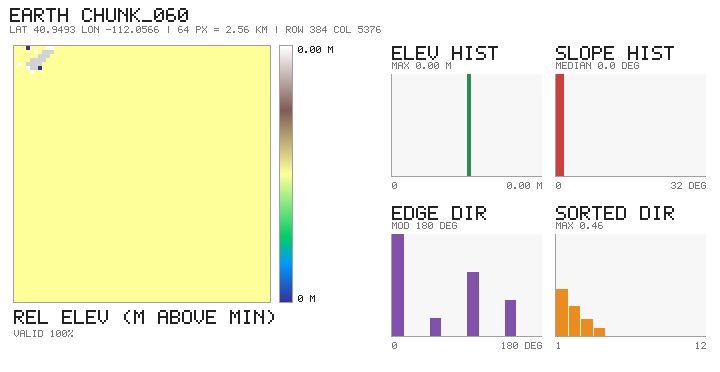 EARTH CHUNK_060
LAT 40.9493 LON -112.0566 | 64 PX = 2.56 KM | ROW 384 COL 5376
0.00 M
0 M
REL ELEV (M ABOVE MIN)
VALID 100%
ELEV HIST
MAX 0.00 M
0 0.00 M
SLOPE HIST
MEDIAN 0.0 DEG
0 32 DEG
EDGE DIR
MOD 180 DEG
0 180 DEG
SORTED DIR
MAX 0.46
1 12